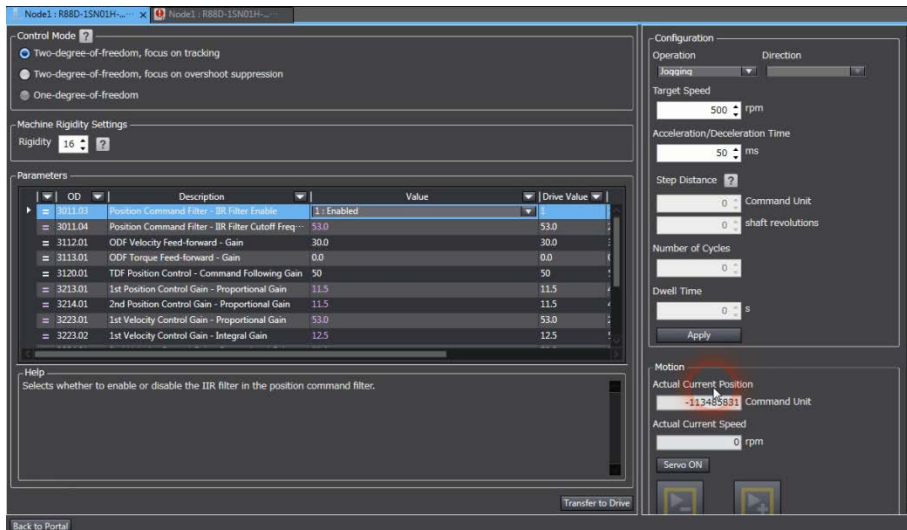 Node1 : R88D-1SN01H-... x Node1 : R88D-1SN01H-...
Control Mode ?
Two-degree-of-freedom, focus on tracking
Two-degree-of-freedom, focus on overshoot suppression
One-degree-of-freedom
Machine Rigidity Settings
Rigidity 16 ?
Parameters
OD Description Value Drive Value
= 3011.03 Position Command Filter - IIR Filter Enable 1 : Enabled 1
= 3011.04 Position Command Filter - IIR Filter Cutoff Freq... 53.0 53.0
= 3112.01 ODF Velocity Feed-forward - Gain 30.0 30.0
= 3113.01 ODF Torque Feed-forward - Gain 0.0 0.0
= 3120.01 TDF Position Control - Command Following Gain 50 50
= 3213.01 1st Position Control Gain - Proportional Gain 11.5 11.5
= 3214.01 2nd Position Control Gain - Proportional Gain 11.5 11.5
= 3223.01 1st Velocity Control Gain - Proportional Gain 53.0 53.0
= 3223.02 1st Velocity Control Gain - Integral Gain 12.5 12.5
Help
Selects whether to enable or disable the IIR filter in the position command filter.
Transfer to Drive
Back to Portal
Configuration
Operation Direction
Jogging
Target Speed
500 rpm
Acceleration/Deceleration Time
50 ms
Step Distance ?
0 Command Unit
0 shaft revolutions
Number of Cycles
0
Dwell Time
0 s
Apply
Motion
Actual Current Position
-113485831 Command Unit
Actual Current Speed
0 rpm
Servo ON